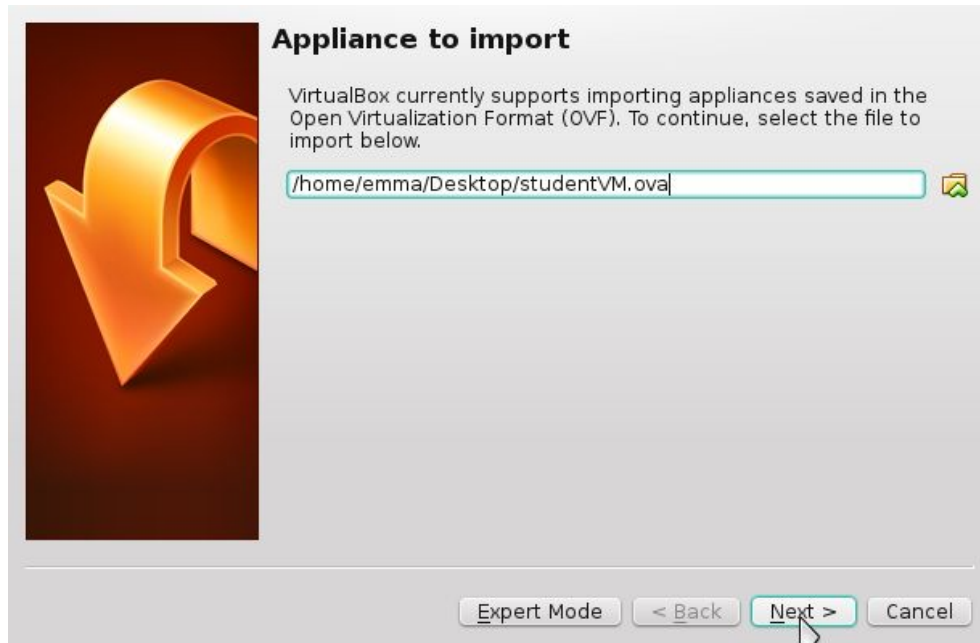 Appliance to import
VirtualBox currently supports importing appliances saved in the
Open Virtualization Format (OVF). To continue, select the file to
import below.
/home/emma/Desktop/studentVM.ova
Expert Mode
< Back
Next >
Cancel